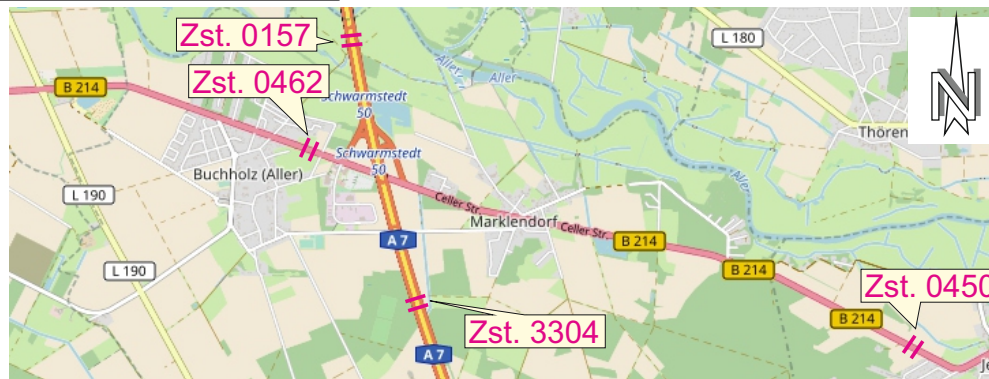 Zst. 0157
L 180
Zst. 0462
Aller
B 214
Schwarmstedt
50
Thören
Schwarmstedt
50
Buchholz (Aller)
Aller
L 190
Celler Str.
Marklendorf
Celler Str.
A 7
B 214
L 190
B 214
Zst. 0450
Zst. 3304
B 214
A 7
Je
N